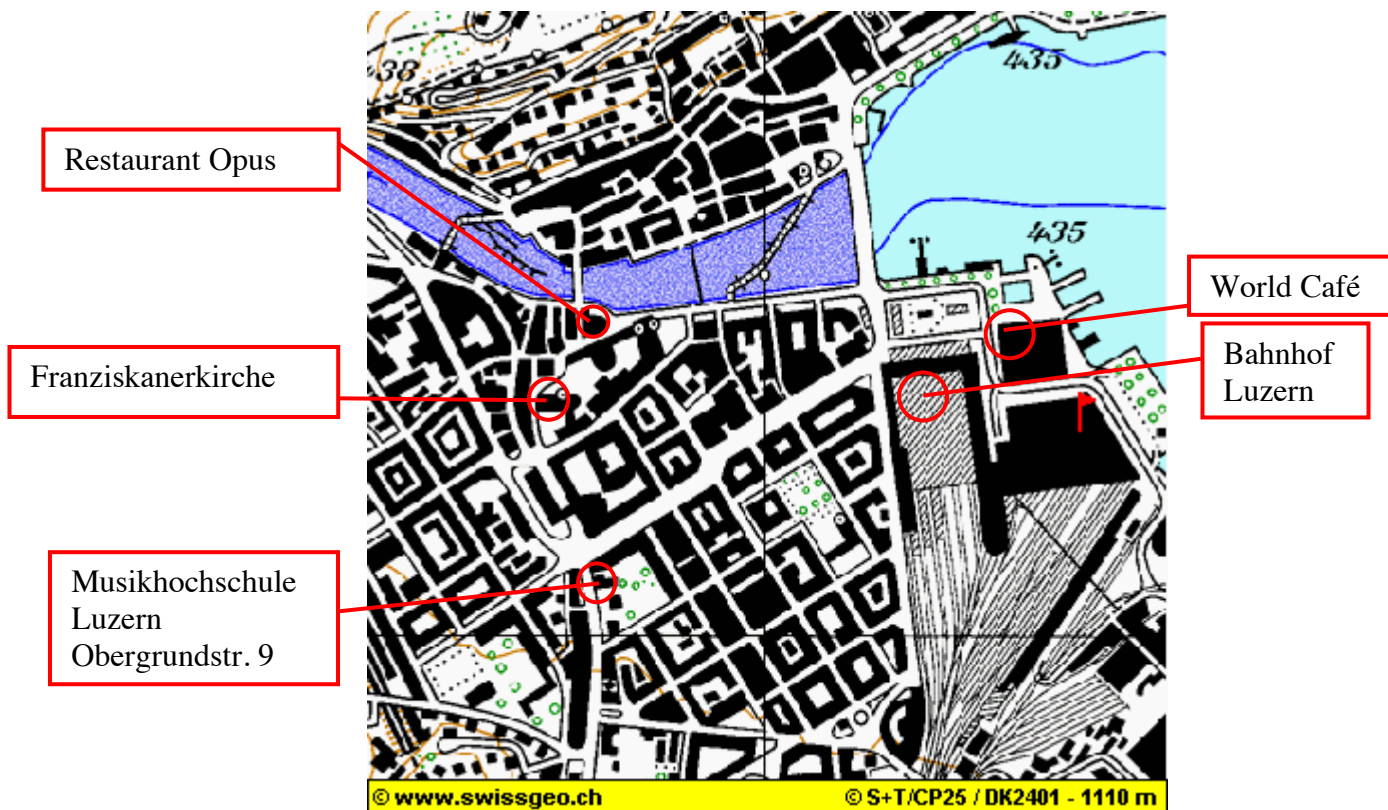 438
435
Restaurant Opus
435
World Café
Bahnhof
Luzern
Franziskanerkirche
Musikhochschule
Luzern
Obergrundstr. 9
© www.swissgeo.ch
© S+T/CP25 / DK2401 - 1110 m